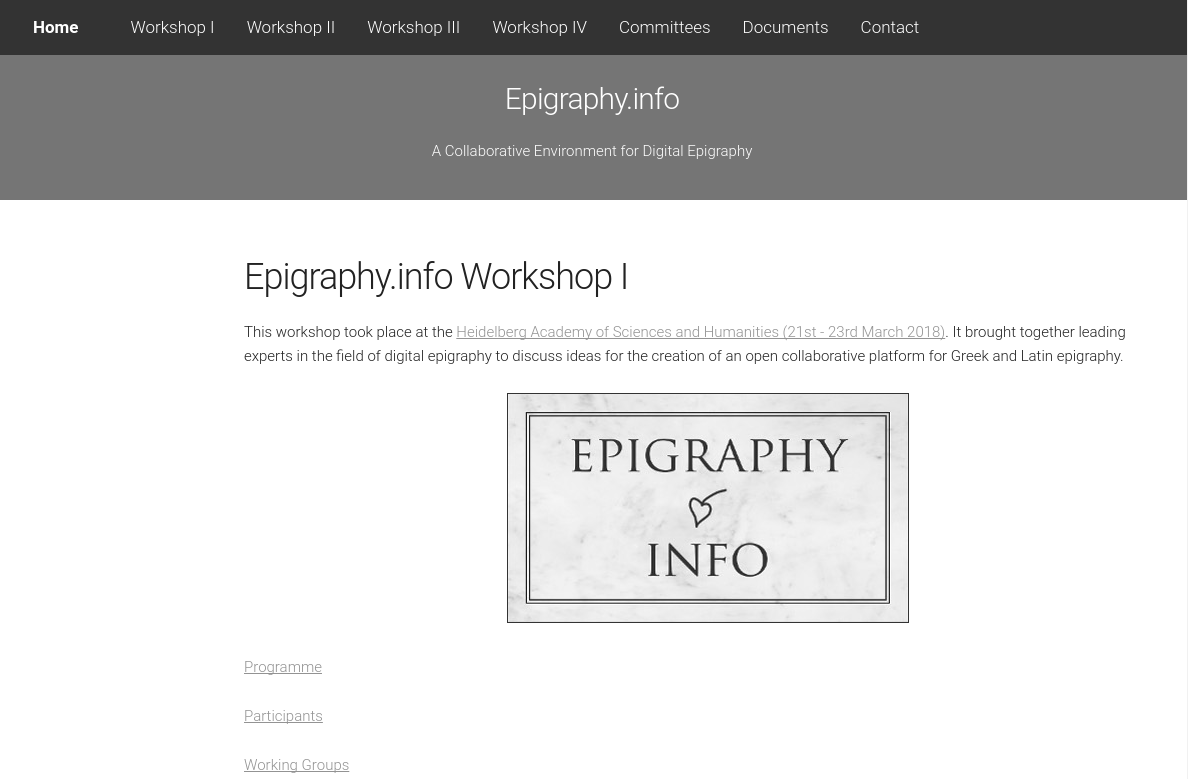 Home Workshop I Workshop II Workshop III Workshop IV Committees Documents Contact
Epigraphy.info
A Collaborative Environment for Digital Epigraphy
Epigraphy.info Workshop I
This workshop took place at the Heidelberg Academy of Sciences and Humanities (21st - 23rd March 2018). It brought together leading
experts in the field of digital epigraphy to discuss ideas for the creation of an open collaborative platform for Greek and Latin epigraphy.
EPIGRAPHY
INFO
Programme
Participants
Working Groups